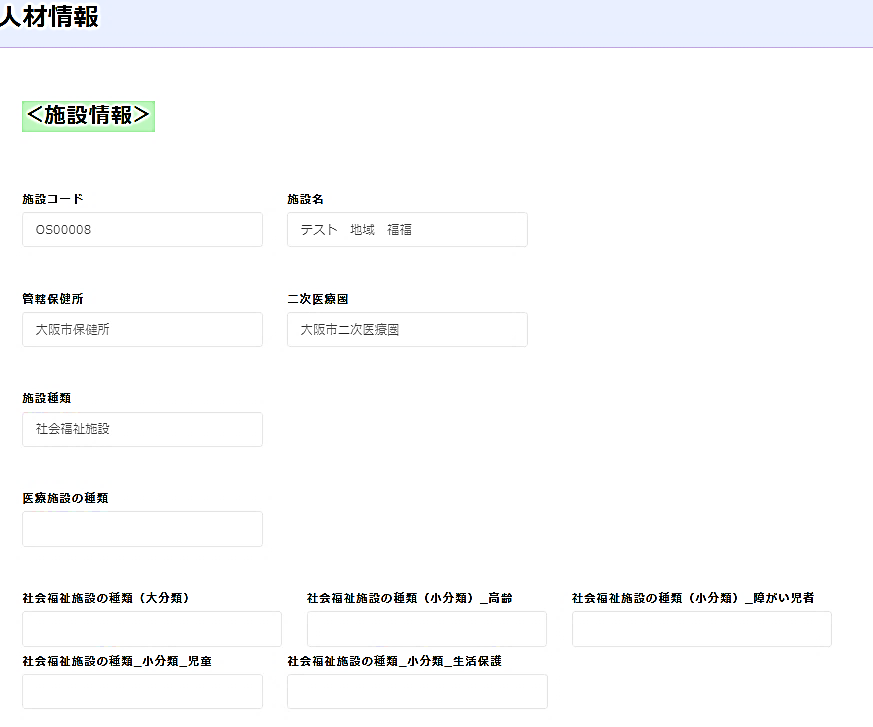 人材情報
＜施設情報＞
施設コード
施設名
OS00008
テスト　地域　福福
管轄保健所
二次医療圏
大阪市保健所
大阪市二次医療圏
施設種類
社会福祉施設
医療施設の種類
社会福祉施設の種類（大分類）
社会福祉施設の種類（小分類）_高齢
社会福祉施設の種類（小分類）_障がい児者
社会福祉施設の種類_小分類_児童
社会福祉施設の種類_小分類_生活保護